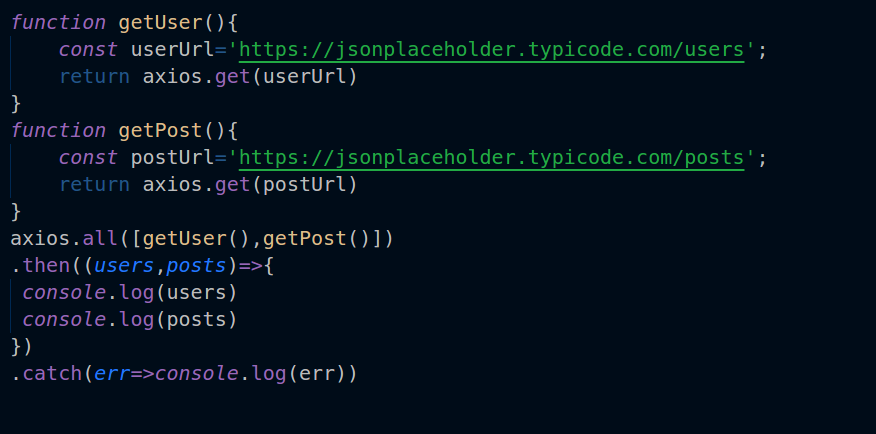 function getUser(){
    const userUrl='https://jsonplaceholder.typicode.com/users';
    return axios.get(userUrl)
}
function getPost(){
    const postUrl='https://jsonplaceholder.typicode.com/posts';
    return axios.get(postUrl)
}
axios.all([getUser(),getPost()])
.then((users,posts)=>{
 console.log(users)
 console.log(posts)
})
.catch(err=>console.log(err))